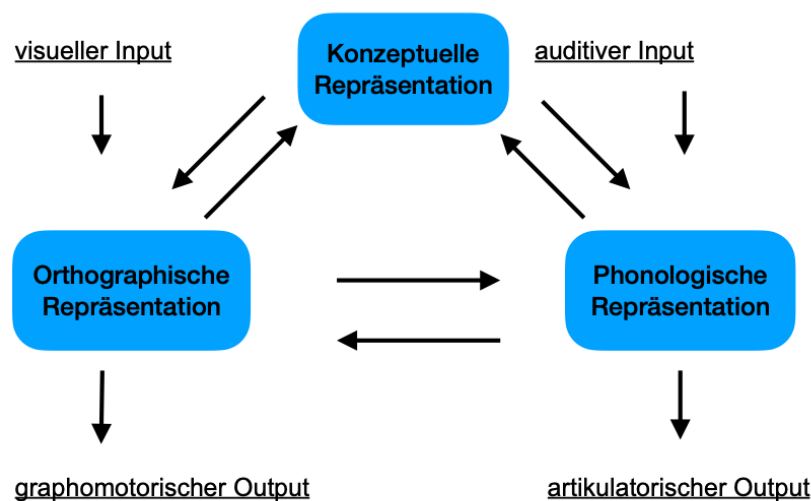 visueller Input
Konzeptuelle
Repräsentation
auditiver Input
Orthographische
Repräsentation
Phonologische
Repräsentation
graphomotorischer Output
artikulatorischer Output